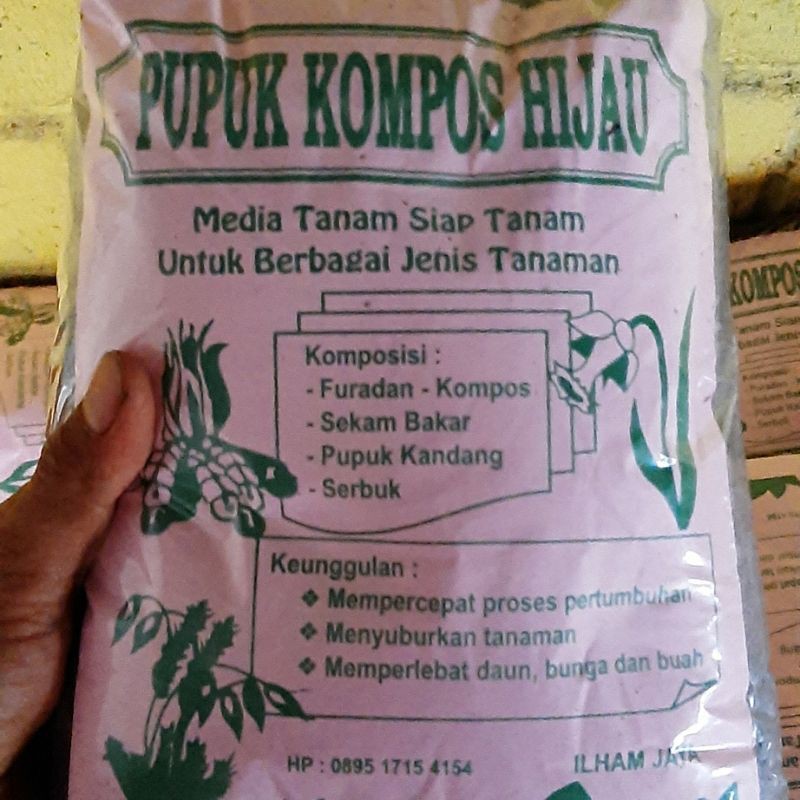 PUPUK KOMPOS HIJAU
Media Tanam Siap Tanam
Untuk Berbagai Jenis Tanaman
Komposisi :
- Furadan - Kompos
- Sekam Bakar
- Pupuk Kandang
- Serbuk
Keunggulan :
❖ Mempercepat proses pertumbuhan
❖ Menyuburkan tanaman
❖ Memperlebat daun, bunga dan buah
HP : 0895 1715 4154
ILHAM JAYA
KOMPOS